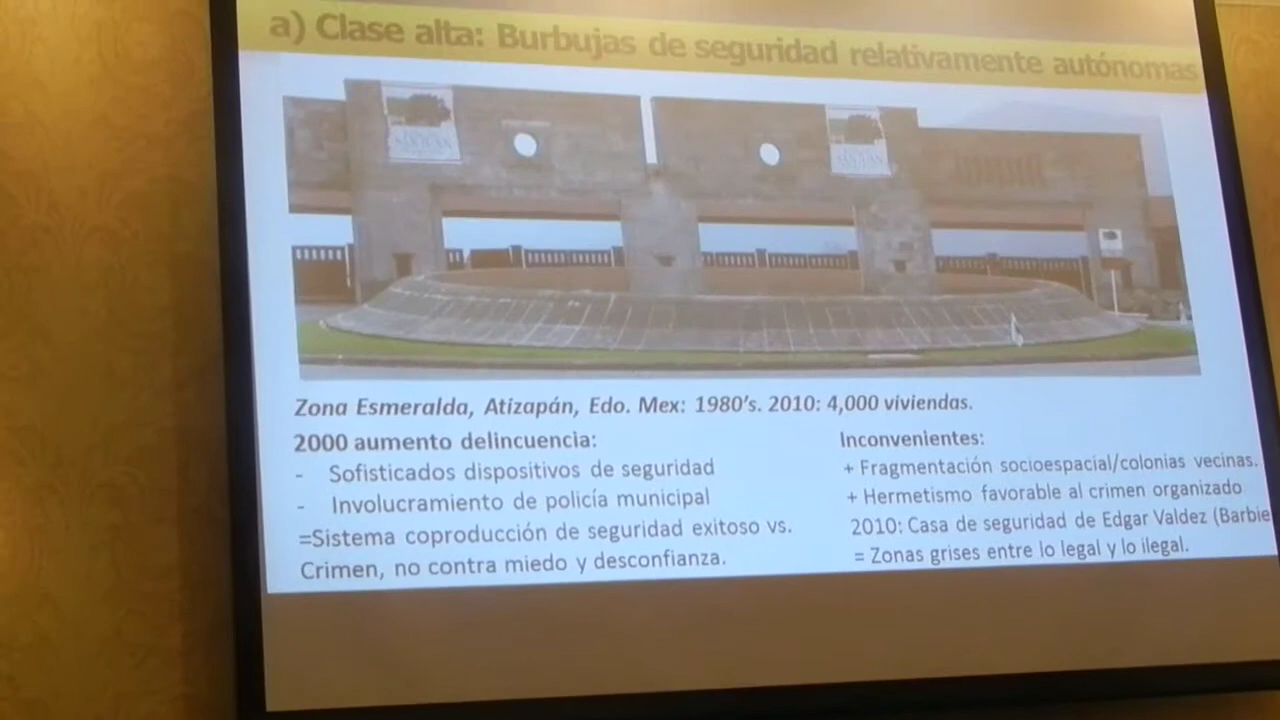 a) Clase alta: Burbujas de seguridad relativamente autónomas
Zona Esmeralda, Atizapán, Edo. Mex: 1980's. 2010: 4,000 viviendas.
2000 aumento delincuencia:
- Sofisticados dispositivos de seguridad
- Involucramiento de policía municipal
=Sistema coproducción de seguridad exitoso vs.
Crimen, no contra miedo y desconfianza.
Inconvenientes:
+ Fragmentación socioespacial/colonias vecinas.
+ Hermetismo favorable al crimen organizado
2010: Casa de seguridad de Edgar Valdez (Barbie
= Zonas grises entre lo legal y lo ilegal.